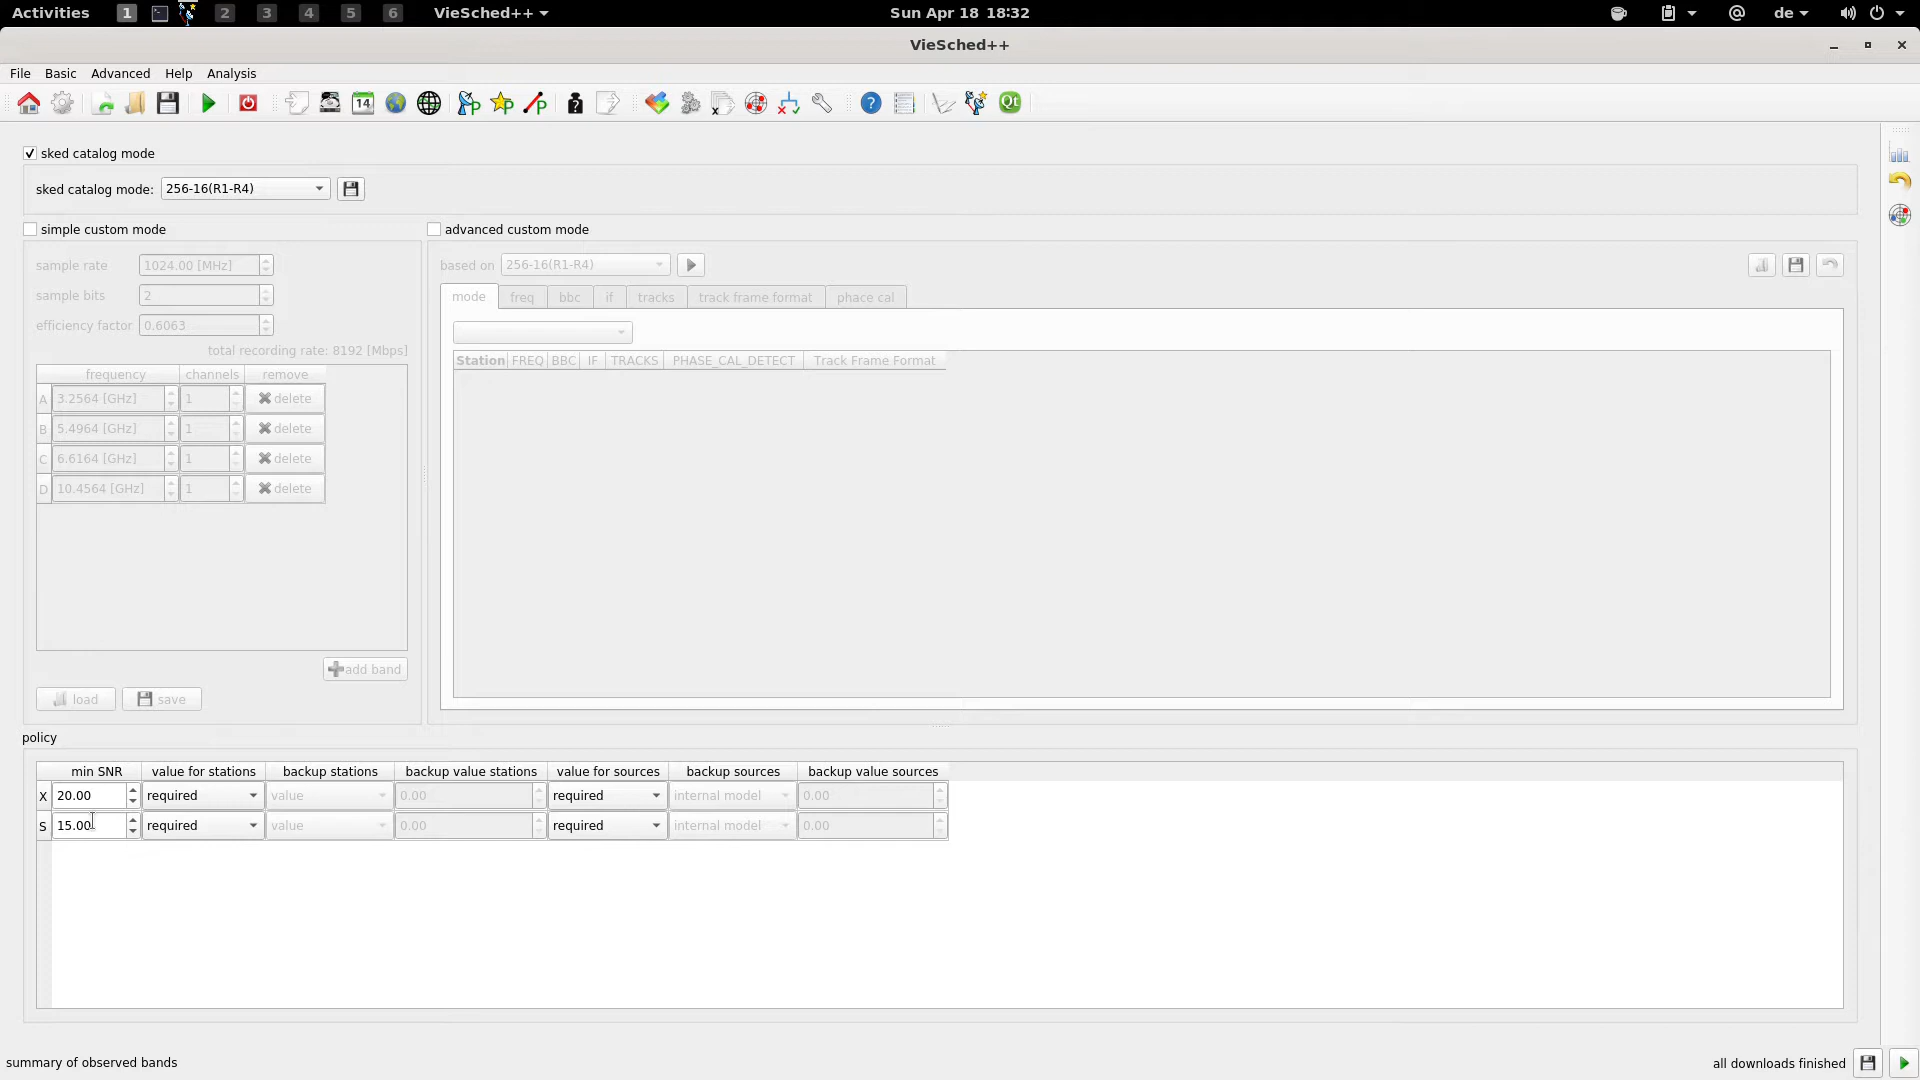 Activities 1 2 3 4 5 6 VieSched++ Sun Apr 18 18:32 de
VieSched++
File Basic Advanced Help Analysis
14 P P P ? Qt
sked catalog mode
sked catalog mode: 256-16(R1-R4)
simple custom mode advanced custom mode
sample rate 1024.00 [MHz] based on 256-16(R1-R4)
sample bits 2 mode freq bbc if tracks track frame format phace cal
efficiency factor 0.6063
total recording rate: 8192 [Mbps] Station FREQ BBC IF TRACKS PHASE_CAL_DETECT Track Frame Format
frequency channels remove
A 3.2564 [GHz] 1 delete
B 5.4964 [GHz] 1 delete
C 6.6164 [GHz] 1 delete
D 10.4564 [GHz] 1 delete
add band
load save
policy
min SNR value for stations backup stations backup value stations value for sources backup sources backup value sources
X 20.00 required value 0.00 required internal model 0.00
S 15.00 required value 0.00 required internal model 0.00
summary of observed bands all downloads finished